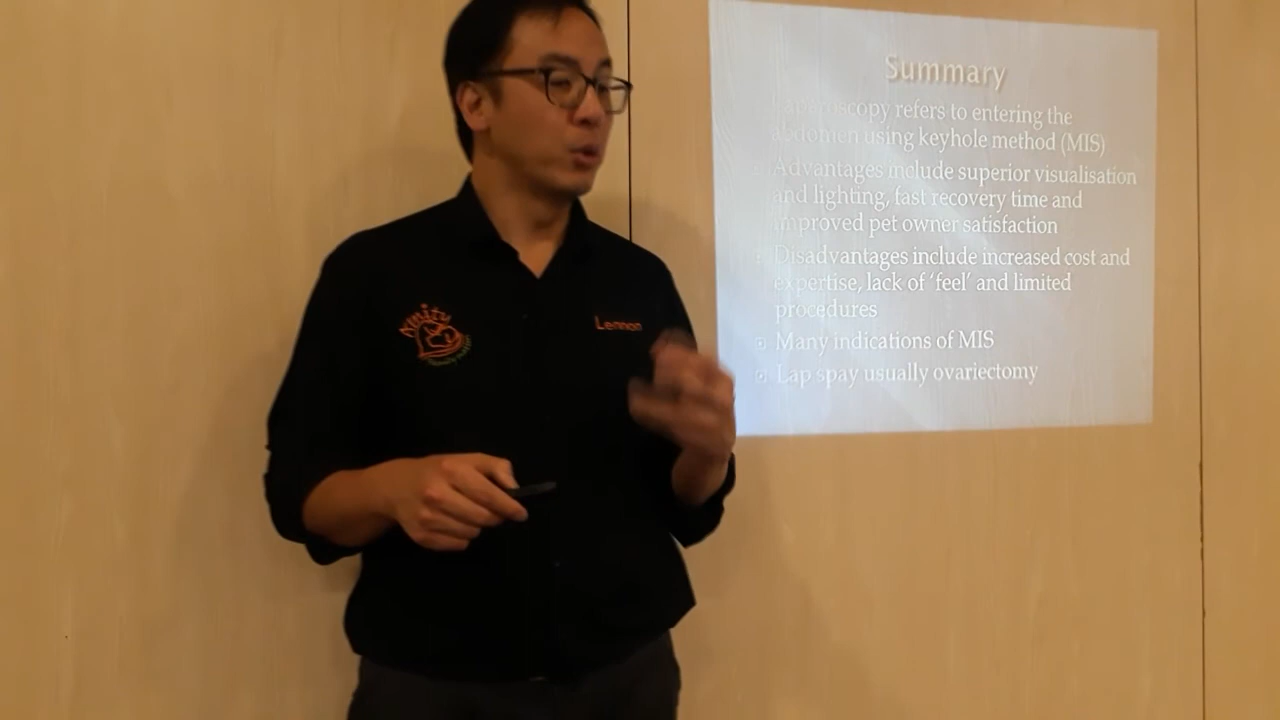 Summary
Laparoscopy refers to entering the
abdomen using keyhole method (MIS)
Advantages include superior visualisation
and lighting, fast recovery time and
improved pet owner satisfaction
Disadvantages include increased cost and
expertise, lack of ‘feel’ and limited
procedures
Many indications of MIS
Lap spay usually ovariectomy
Amity
Lennon